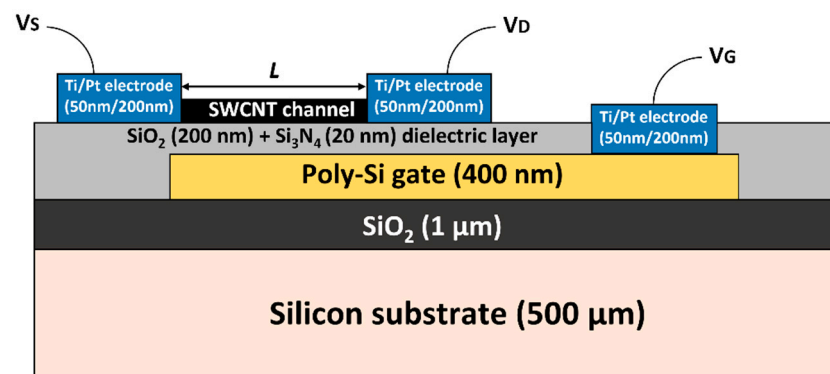 VS
VD
VG
L
Ti/Pt electrode
(50nm/200nm)
SWCNT channel
Ti/Pt electrode
(50nm/200nm)
Ti/Pt electrode
(50nm/200nm)
SiO₂ (200 nm) + Si₃N₄ (20 nm) dielectric layer
Poly-Si gate (400 nm)
SiO₂ (1 µm)
Silicon substrate (500 µm)